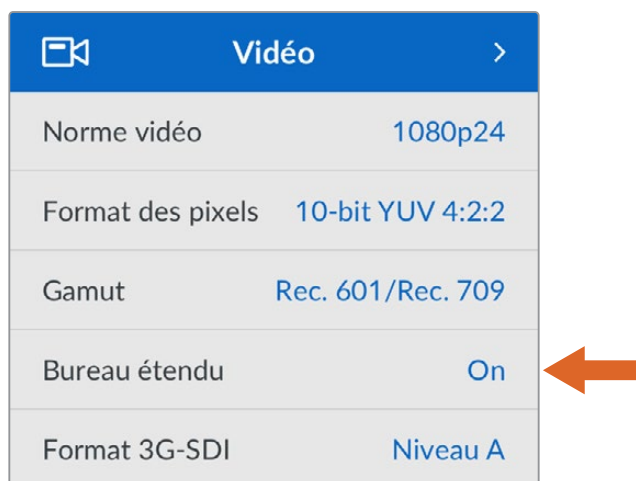 Vidéo
Norme vidéo 1080p24
Format des pixels 10-bit YUV 4:2:2
Gamut Rec. 601/Rec. 709
Bureau étendu On
Format 3G-SDI Niveau A